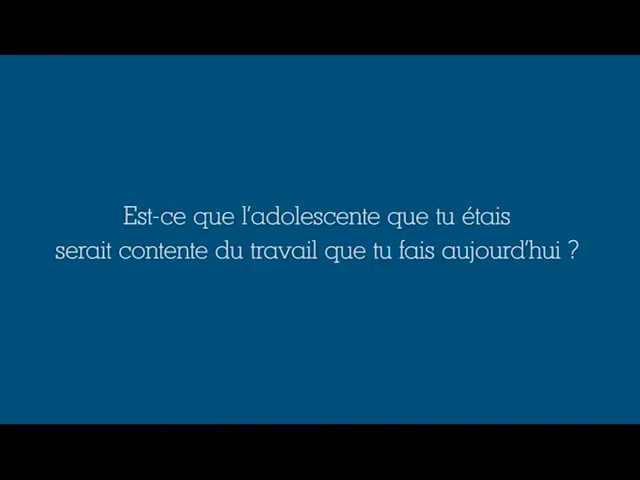 Est-ce que l'adolescente que tu étais
serait contente du travail que tu fais aujourd'hui ?